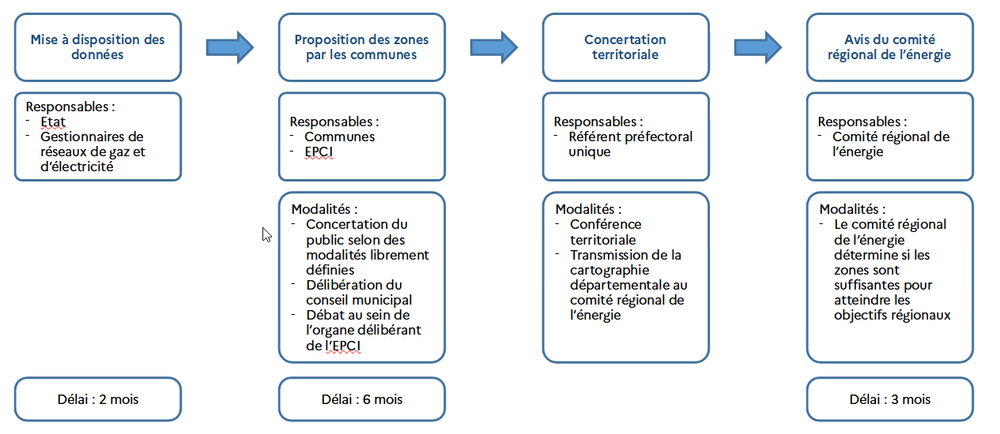 Mise à disposition des
données
Proposition des zones
par les communes
Concertation
territoriale
Avis du comité
régional de l'énergie
Responsables :
- Etat
- Gestionnaires de
réseaux de gaz et
d'électricité
Responsables :
- Communes
- EPCI
Responsables :
- Référent préfectoral
unique
Responsables :
- Comité régional de
l'énergie
Modalités :
- Concertation du
public selon des
modalités librement
définies
- Délibération du
conseil municipal
- Débat au sein de
l'organe délibérant
de l'EPCI
Modalités :
- Conférence
territoriale
- Transmission de la
cartographie
départementale au
comité régional de
l'énergie
Modalités :
- Le comité régional
de l'énergie
détermine si les
zones sont
suffisantes pour
atteindre les
objectifs régionaux
Délai : 2 mois
Délai : 6 mois
Délai : 3 mois